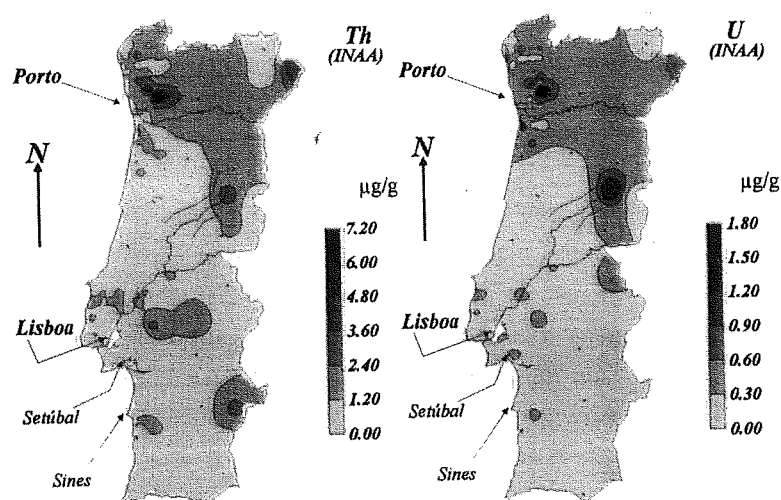 Th
(INAA)
Porto
N
µg/g
7.20
6.00
4.80
3.60
2.40
1.20
0.00
Lisboa
Setúbal
Sines
U
(INAA)
Porto
N
µg/g
1.80
1.50
1.20
0.90
0.60
0.30
0.00
Lisboa
Setúbal
Sines